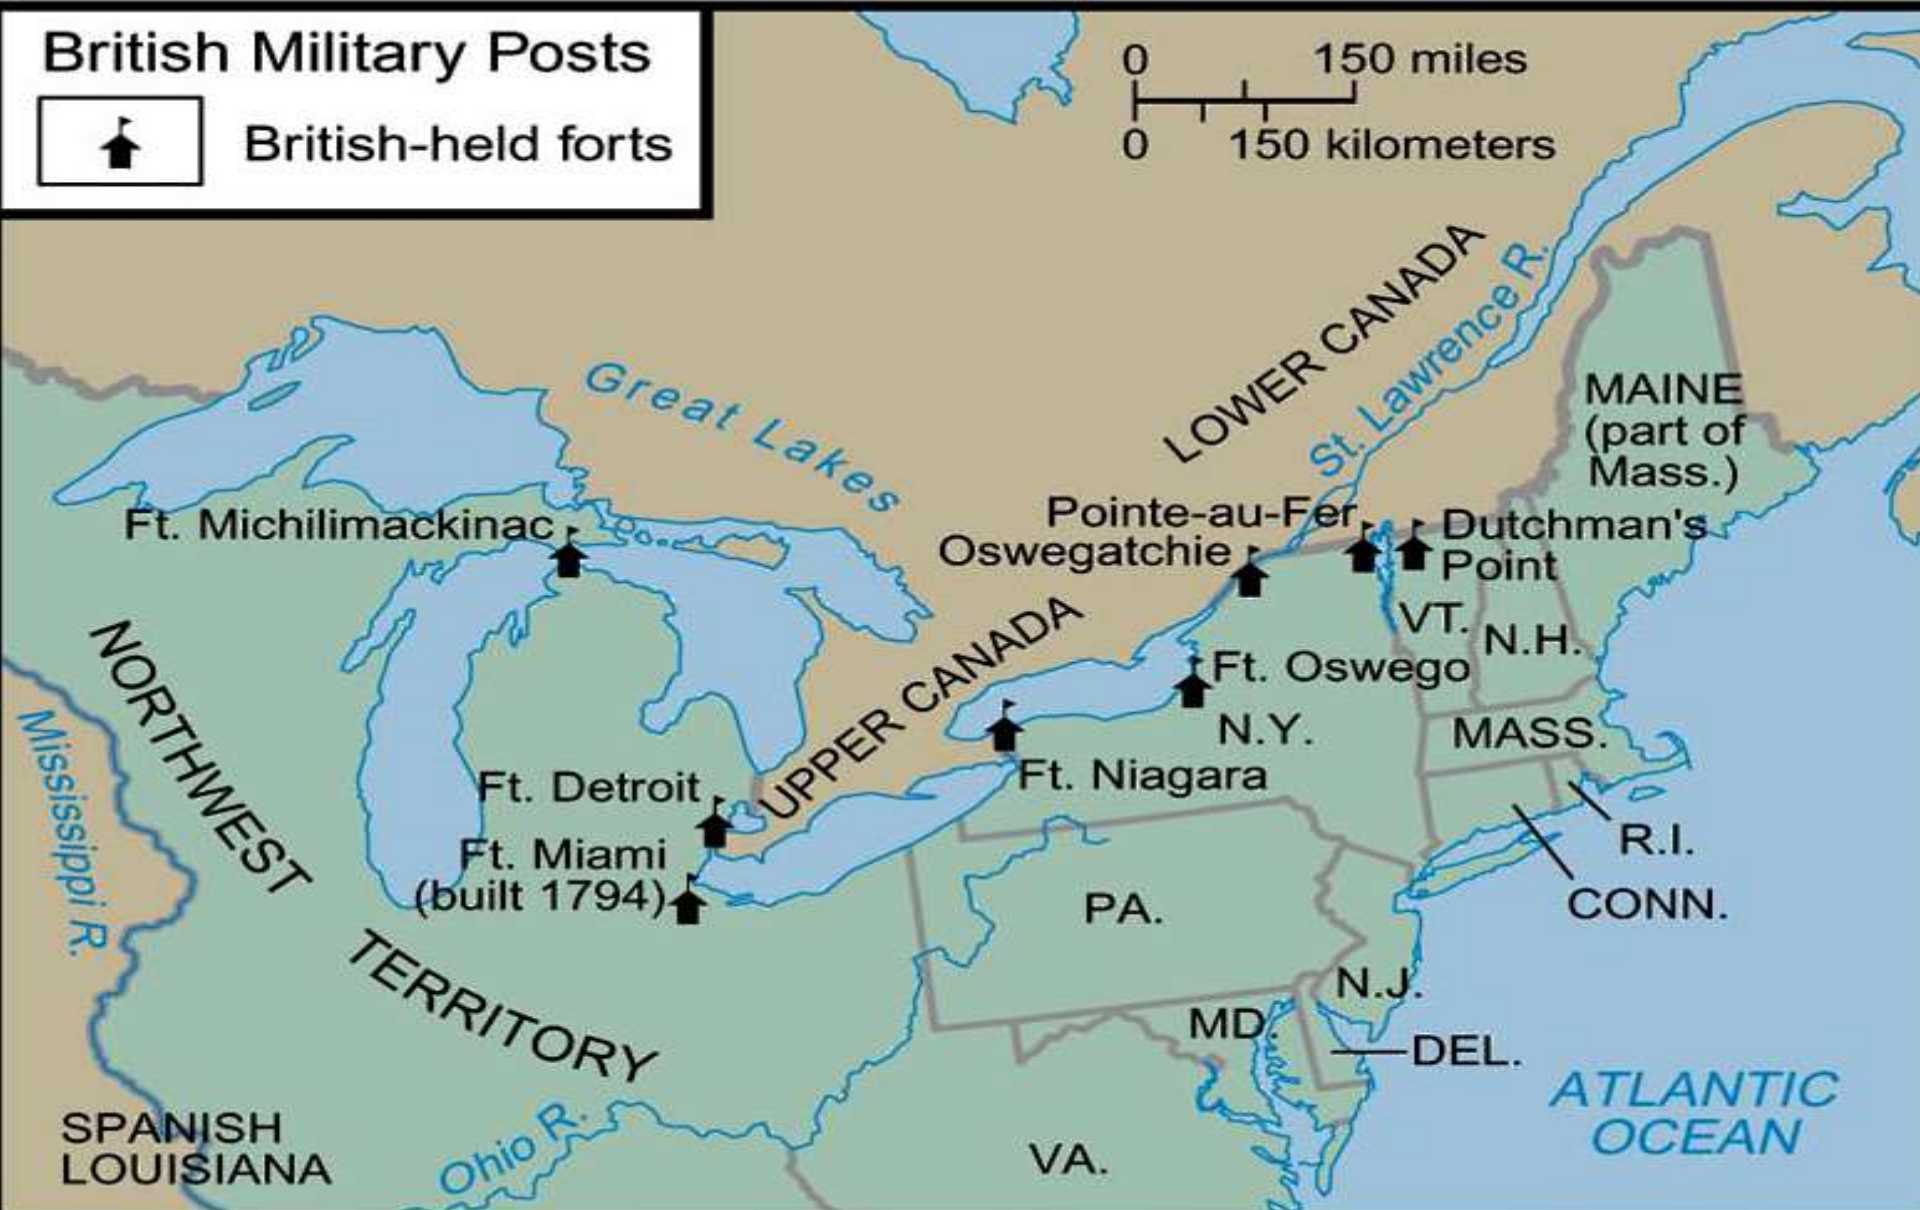 British Military Posts
British-held forts
0 150 miles
0 150 kilometers
LOWER CANADA
St. Lawrence R.
Great Lakes
MAINE
(part of
Mass.)
Ft. Michilimackinac
Pointe-au-Fer
Oswegatchie
Dutchman's
Point
VT.
N.H.
UPPER CANADA
Ft. Oswego
N.Y.
MASS.
NORTHWEST
TERRITORY
Mississippi R.
Ft. Detroit
Ft. Niagara
Ft. Miami
(built 1794)
R.I.
CONN.
PA.
N.J.
MD.
DEL.
ATLANTIC
OCEAN
SPANISH
LOUISIANA
Ohio R.
VA.